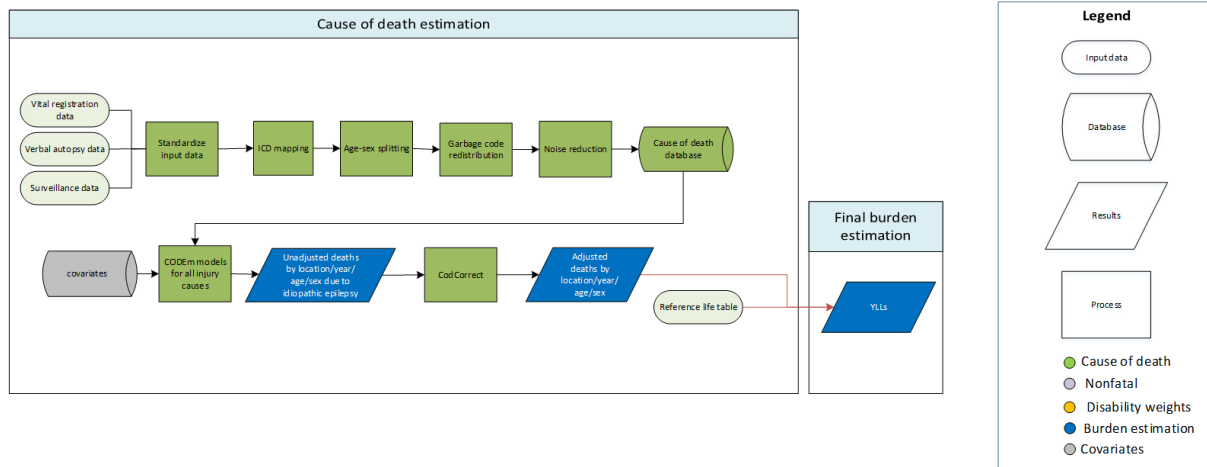 Cause of death estimation
Vital registration
data
Verbal autopsy data
Surveillance data
Standardize
input data
ICD mapping
Age-sex splitting
Garbage code
redistribution
Noise reduction
Cause of death
database
covariates
CODEm models
for all injury
causes
Unadjusted deaths
by location/year/
age/sex due to
idiopathic epilepsy
CodCorrect
Adjusted
deaths by
location/year/
age/sex
Reference life table
Final burden
estimation
YLLs
Legend
Input data
Database
Results
Process
Cause of death
Nonfatal
Disability weights
Burden estimation
Covariates